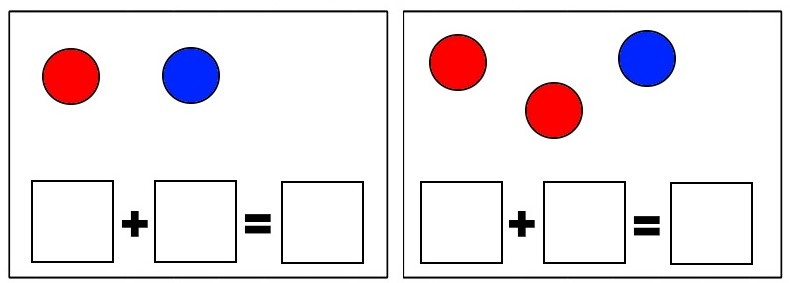 + =
+ =